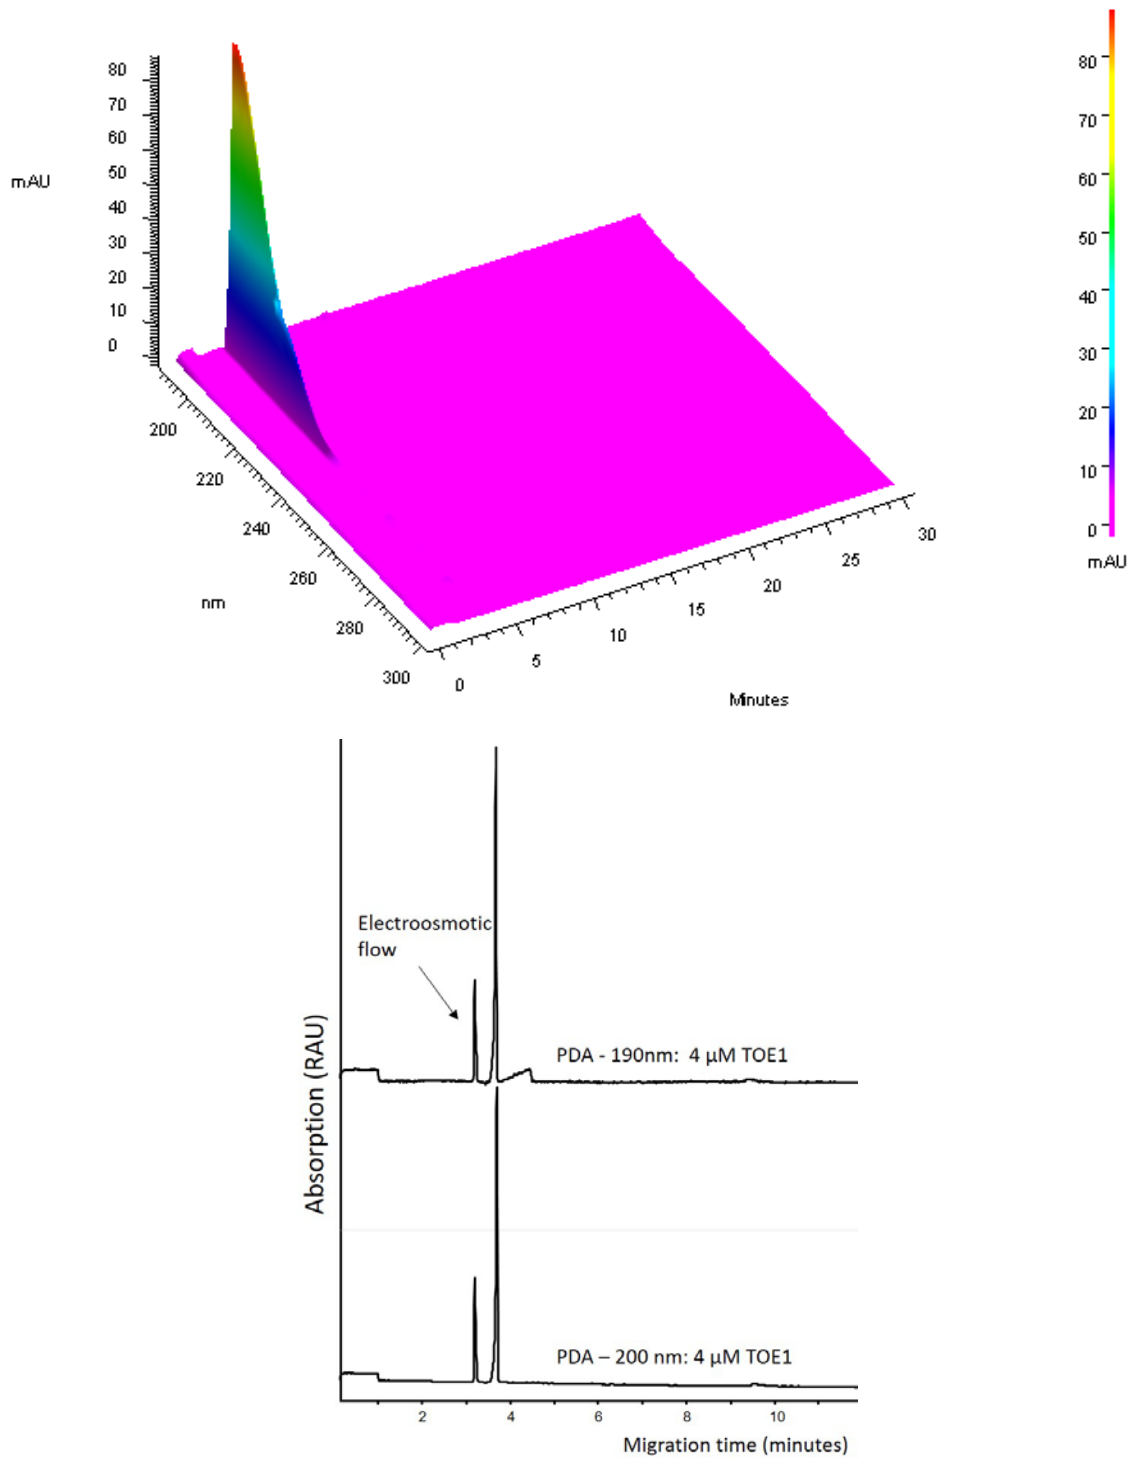 80
70
60
50
40
30
20
10
0
mAU
200
220
240
260
280
300
nm
0
5
10
15
20
25
30
Minutes
80
70
60
50
40
30
20
10
0
mAU
Electroosmotic
flow
PDA - 190nm:  4 µM TOE1
Absorption (RAU)
PDA – 200 nm: 4 µM TOE1
2 4 6 8 10
Migration time (minutes)